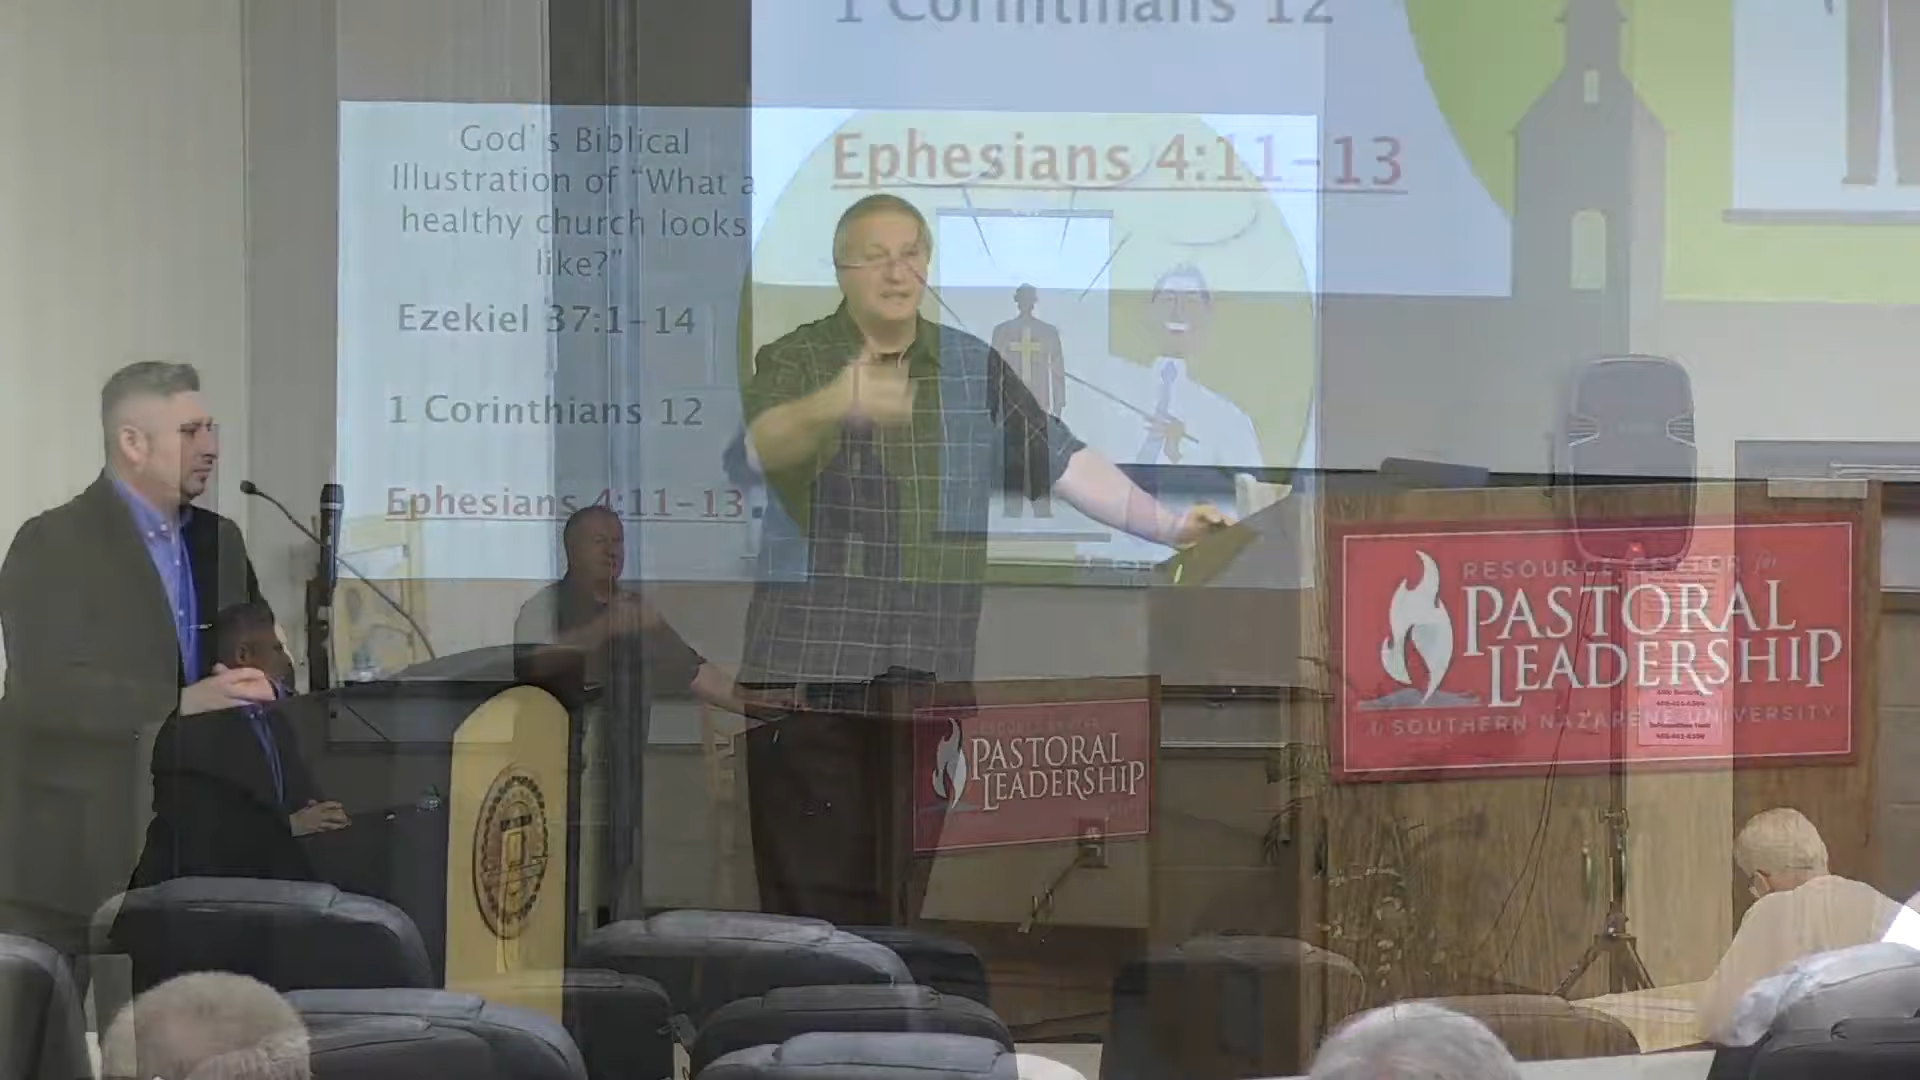 1 Corinthians 12
Ephesians 4:11-13
God's Biblical
Illustration of "What a
healthy church looks
like?"
Ezekiel 37:1-14
1 Corinthians 12
Ephesians 4:11-13
RESOURCE CENTER for
PASTORAL
LEADERSHIP
SOUTHERN NAZARENE UNIVERSITY
PASTORAL
LEADERSHIP